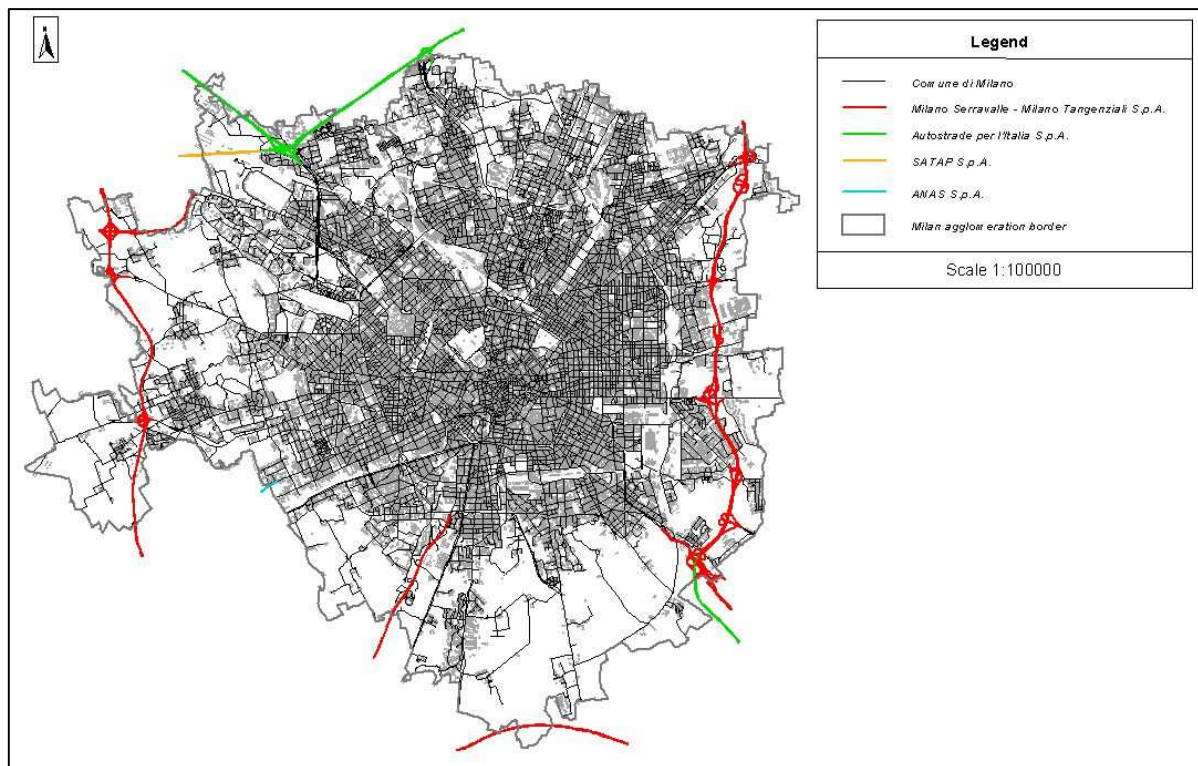 Legend
Comune di Milano
Milano Serravalle - Milano Tangenziali S.p.A.
Autostrade per l'Italia S.p.A.
SATAP S.p.A.
ANAS S.p.A.
Milan agglomeration border
Scale 1:100000